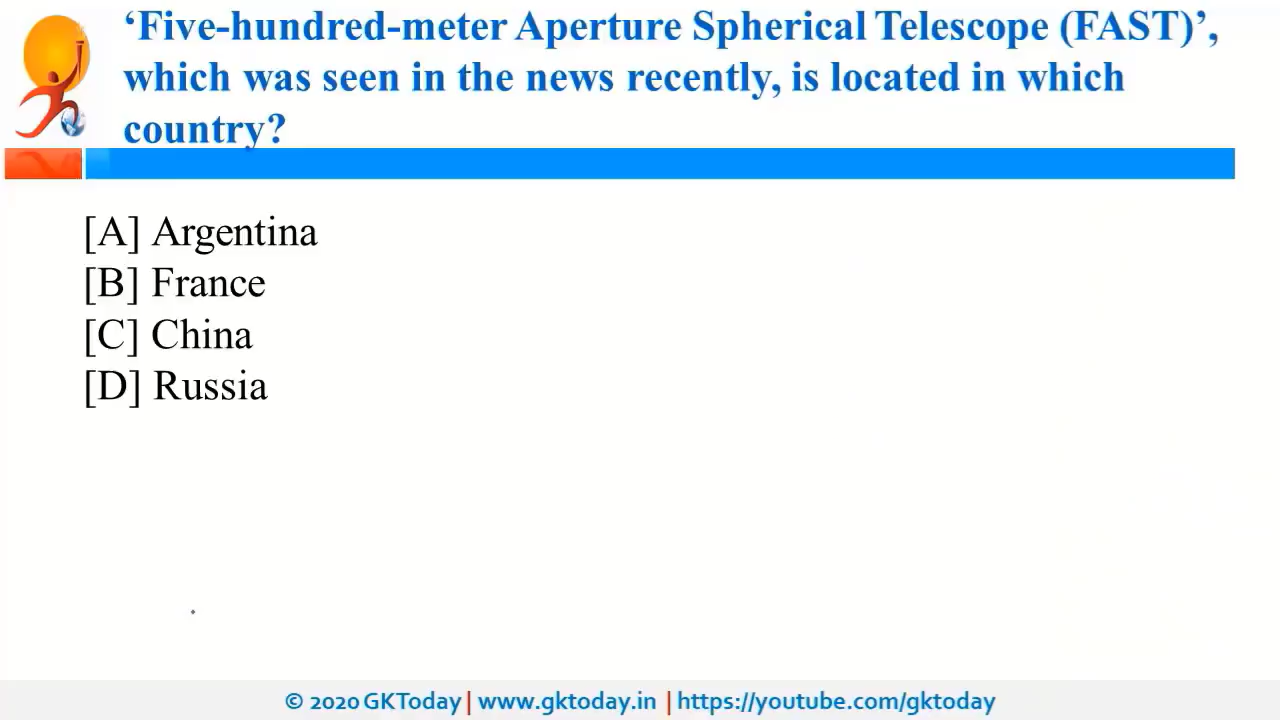 ‘Five-hundred-meter Aperture Spherical Telescope (FAST)’,
which was seen in the news recently, is located in which
country?
[A] Argentina
[B] France
[C] China
[D] Russia
© 2020 GKToday | www.gktoday.in | https://youtube.com/gktoday